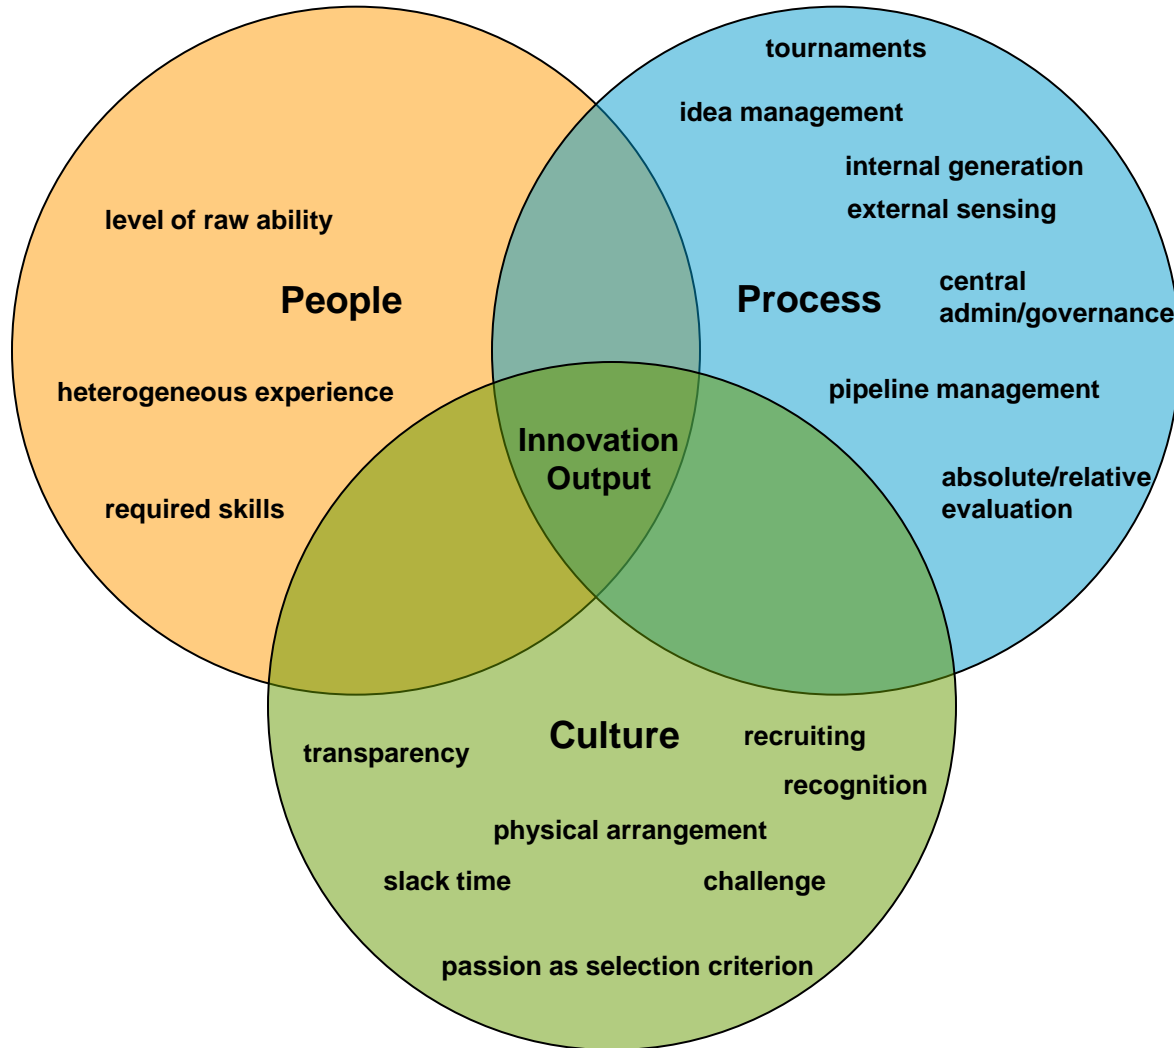 tournaments
idea management
internal generation
external sensing
level of raw ability
People
Process
central
admin/governance
heterogeneous experience
pipeline management
Innovation
Output
required skills
absolute/relative
evaluation
Culture
recruiting
transparency
recognition
physical arrangement
slack time
challenge
passion as selection criterion